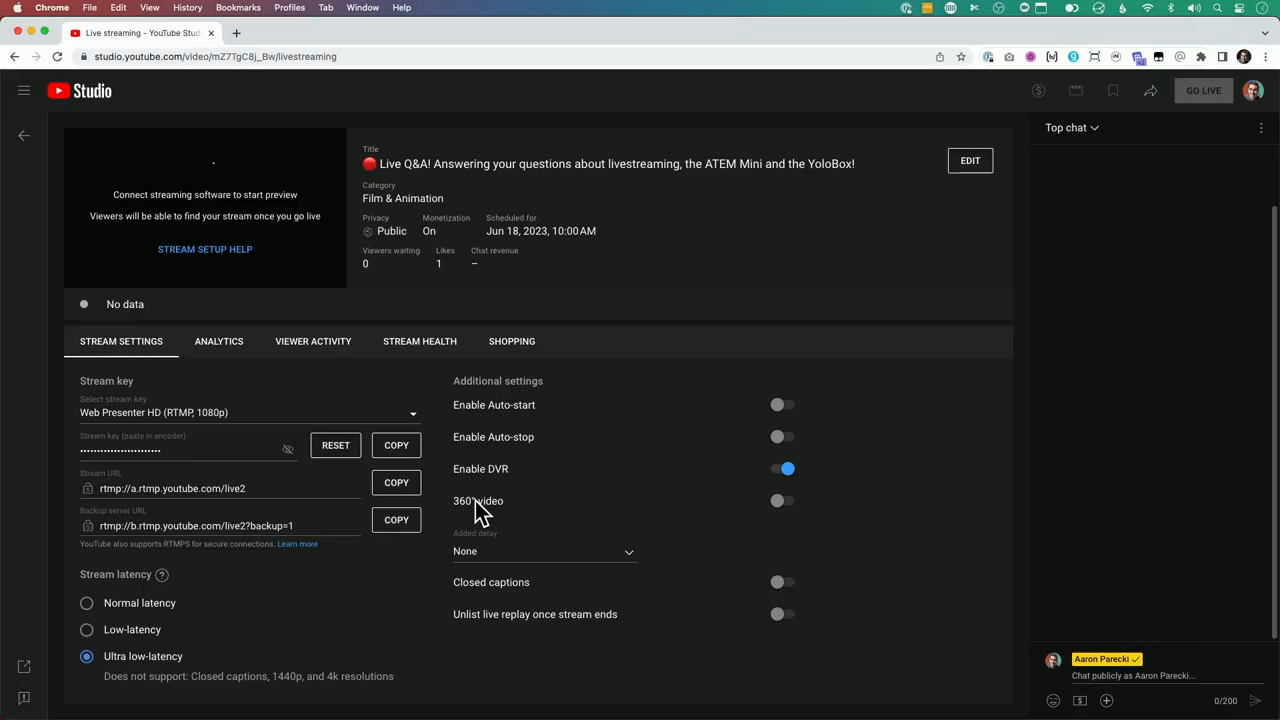 Chrome File Edit View History Bookmarks Profiles Tab Window Help
Live streaming - YouTube Stud
studio.youtube.com/video/mZ7TgC8j_Bw/livestreaming
Studio
GO LIVE
Connect streaming software to start preview
Viewers will be able to find your stream once you go live
STREAM SETUP HELP
Title
Live Q&A! Answering your questions about livestreaming, the ATEM Mini and the YoloBox!
EDIT
Category
Film & Animation
Privacy Monetization Scheduled for
Public On Jun 18, 2023, 10:00 AM
Viewers waiting Likes Chat revenue
0 1 –
No data
STREAM SETTINGS ANALYTICS VIEWER ACTIVITY STREAM HEALTH SHOPPING
Stream key
Select stream key
Web Presenter HD (RTMP, 1080p)
Stream key (paste in encoder)
••••••••••••••••••••••••
RESET COPY
Stream URL
rtmp://a.rtmp.youtube.com/live2
COPY
Backup server URL
rtmp://b.rtmp.youtube.com/live2?backup=1
COPY
YouTube also supports RTMPS for secure connections. Learn more
Stream latency ?
Normal latency
Low-latency
Ultra low-latency
Does not support: Closed captions, 1440p, and 4k resolutions
Additional settings
Enable Auto-start
Enable Auto-stop
Enable DVR
360° video
Added delay
None
Closed captions
Unlist live replay once stream ends
Top chat
Aaron Parecki
Chat publicly as Aaron Parecki...
0/200